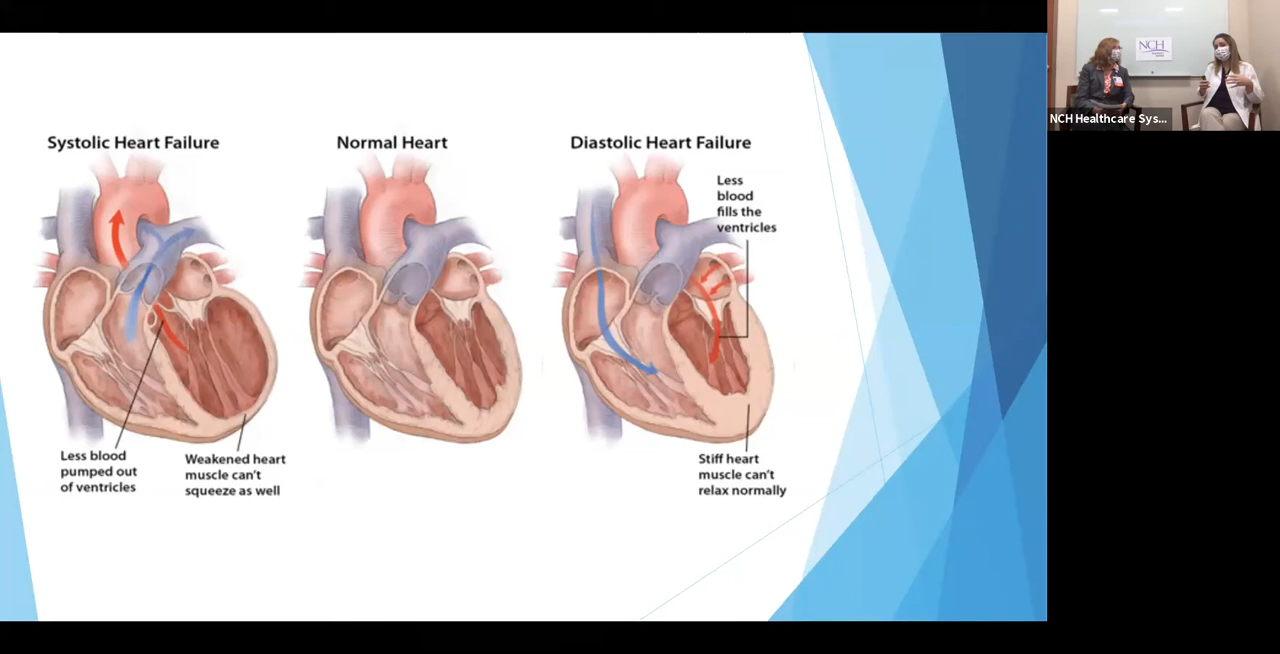 Systolic Heart Failure
Normal Heart
Diastolic Heart Failure
Less
blood
fills the
ventricles
Less blood
pumped out
of ventricles
Weakened heart
muscle can't
squeeze as well
Stiff heart
muscle can't
relax normally
NCH
NCH Healthcare Sys...